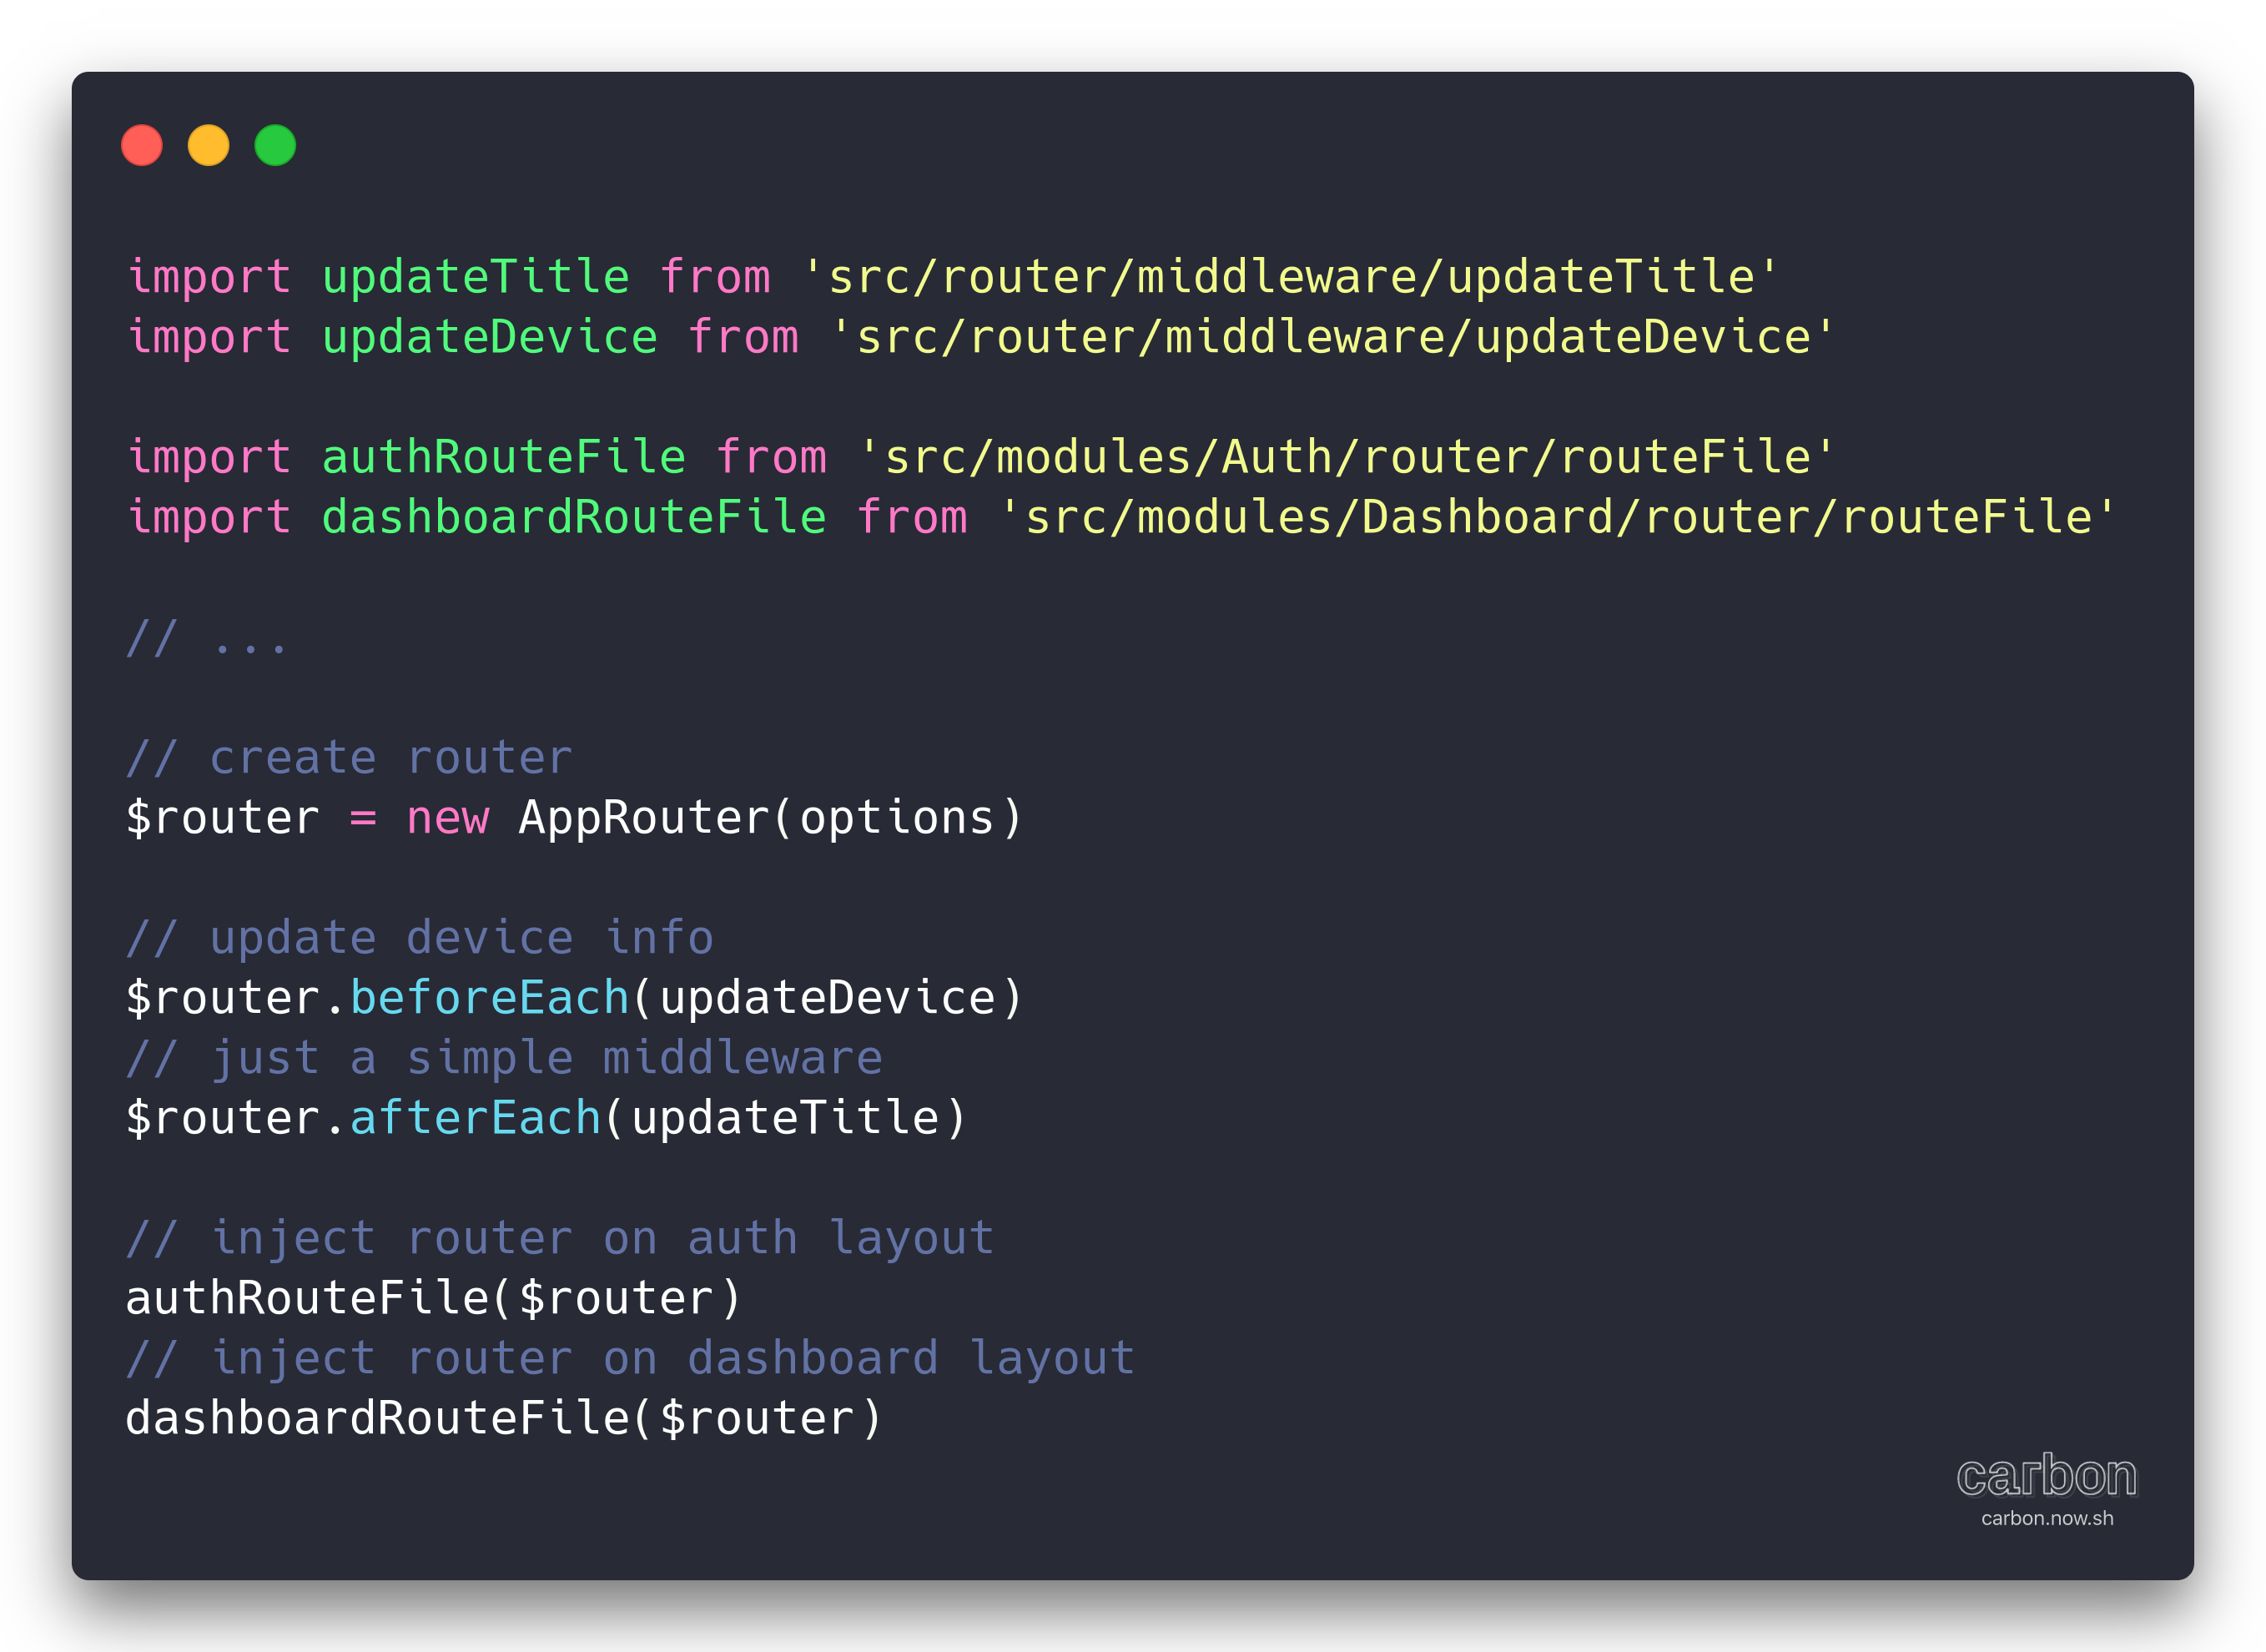 import updateTitle from 'src/router/middleware/updateTitle'
import updateDevice from 'src/router/middleware/updateDevice'
import authRouteFile from 'src/modules/Auth/router/routeFile'
import dashboardRouteFile from 'src/modules/Dashboard/router/routeFile'
// ...
// create router
$router = new AppRouter(options)
// update device info
$router.beforeEach(updateDevice)
// just a simple middleware
$router.afterEach(updateTitle)
// inject router on auth layout
authRouteFile($router)
// inject router on dashboard layout
dashboardRouteFile($router)
carbon
carbon.now.sh